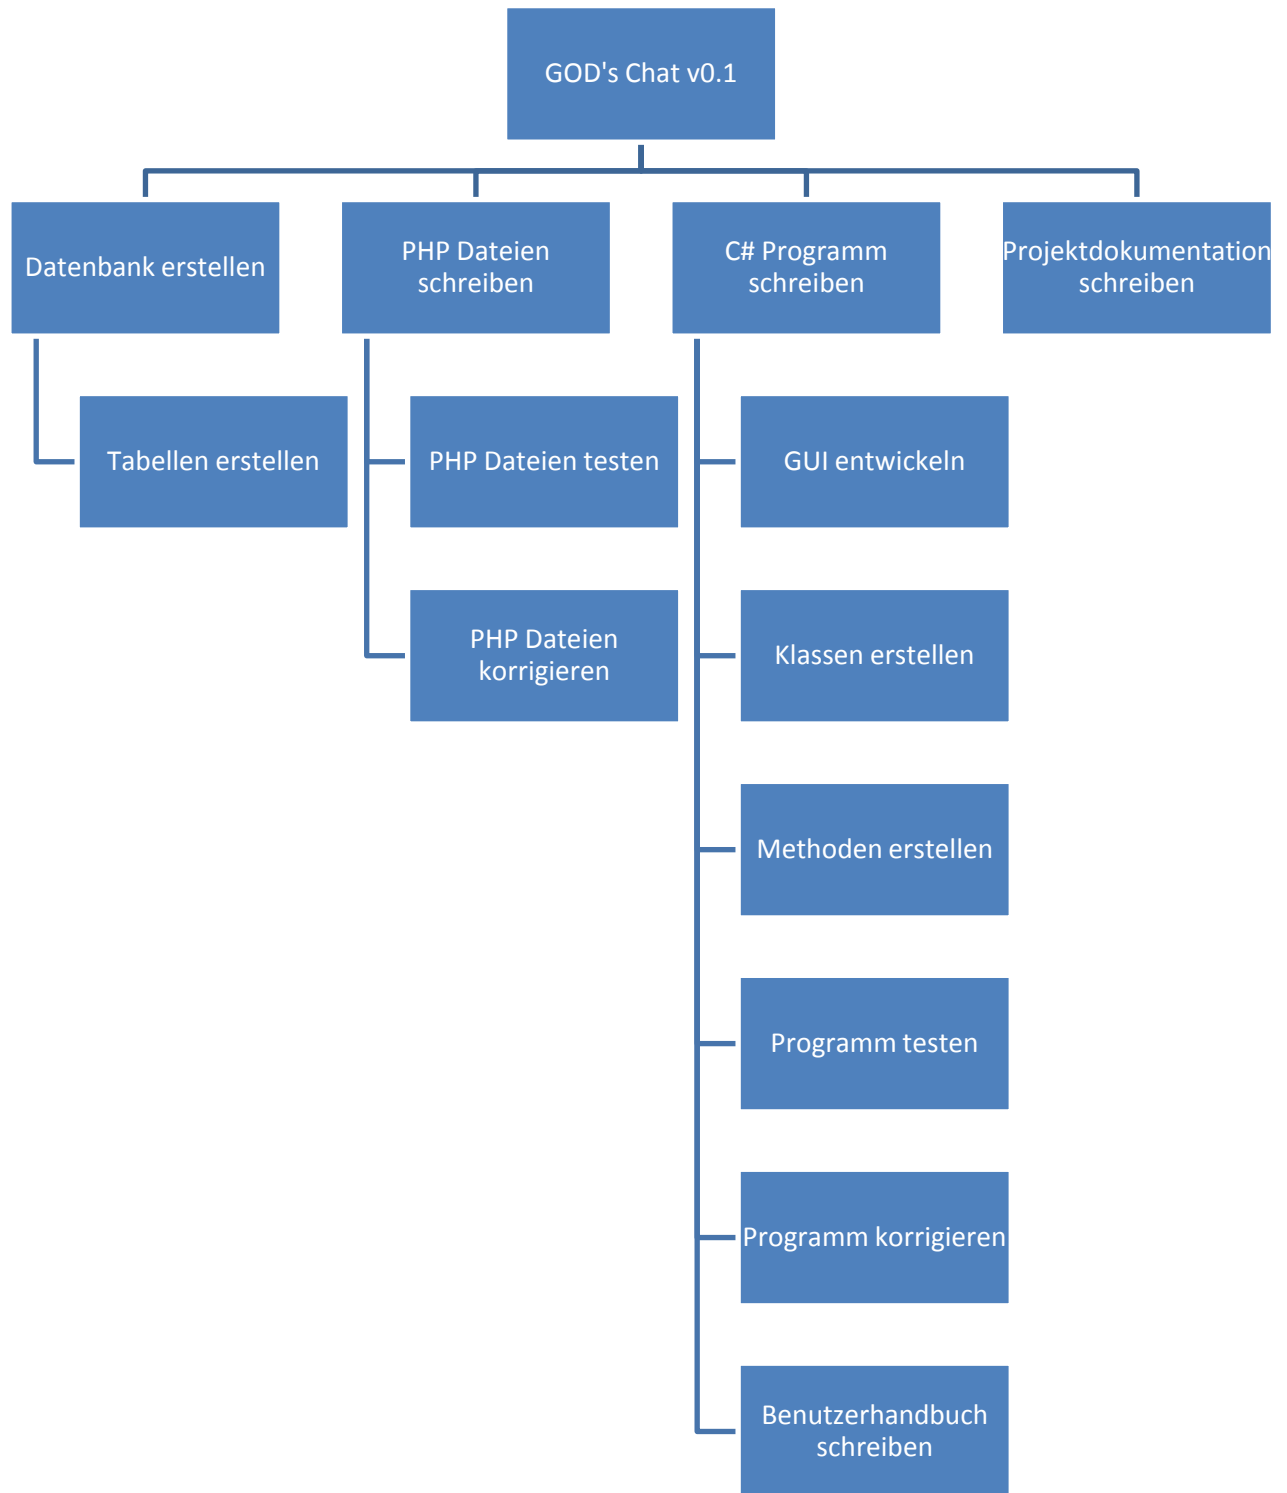 GOD's Chat v0.1
Datenbank erstellen
PHP Dateien
schreiben
C# Programm
schreiben
Projektdokumentation
schreiben
Tabellen erstellen
PHP Dateien testen
GUI entwickeln
PHP Dateien
korrigieren
Klassen erstellen
Methoden erstellen
Programm testen
Programm korrigieren
Benutzerhandbuch
schreiben